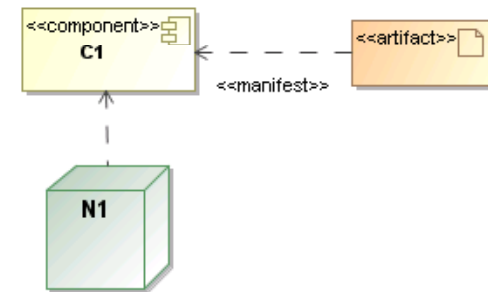 <<component>>
C1
<<artifact>>
<<manifest>>
N1